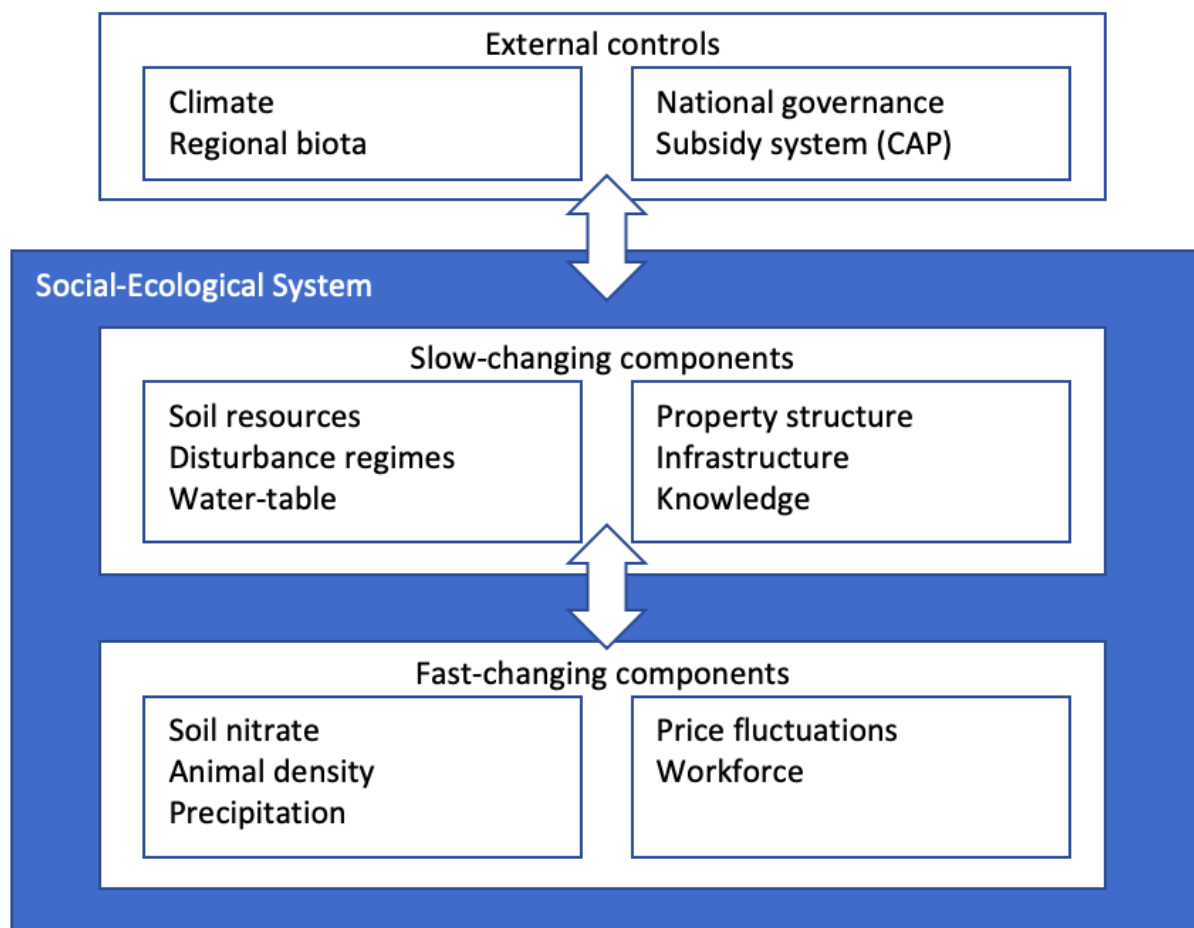 External controls
Climate
Regional biota
National governance
Subsidy system (CAP)
Social-Ecological System
Slow-changing components
Soil resources
Disturbance regimes
Water-table
Property structure
Infrastructure
Knowledge
Fast-changing components
Soil nitrate
Animal density
Precipitation
Price fluctuations
Workforce